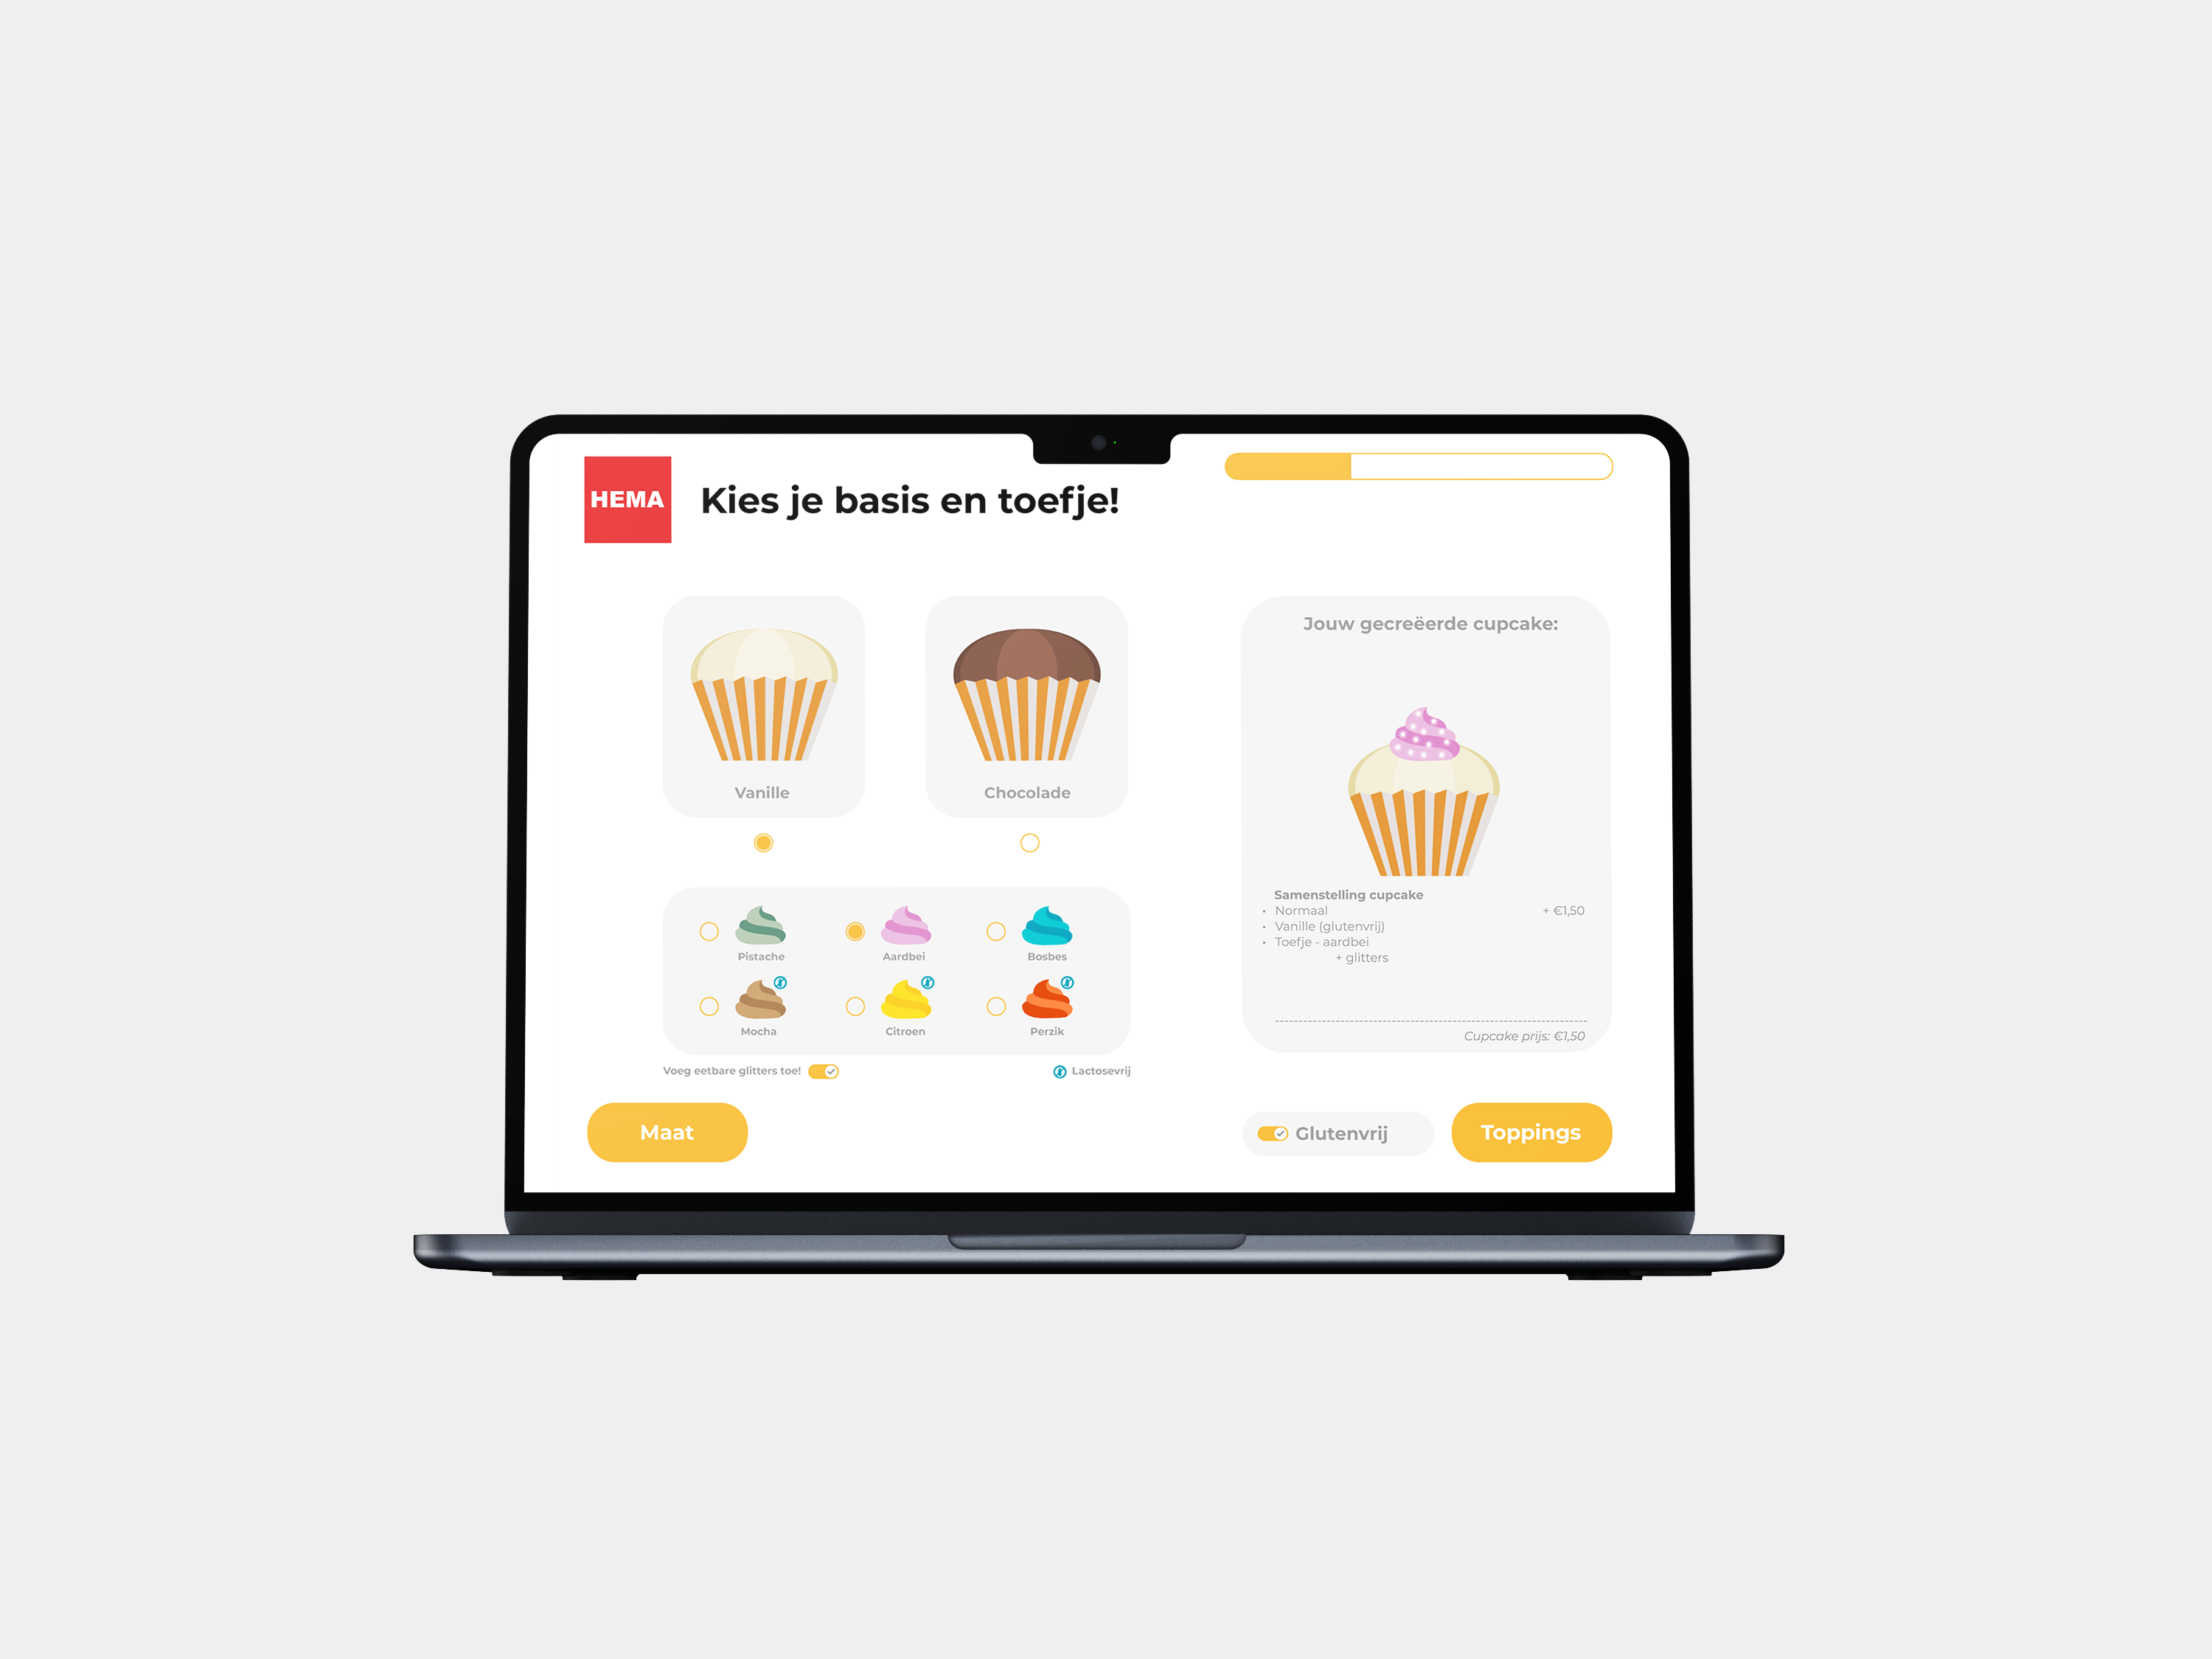 HEMA
Kies je basis en toefje!
Vanille
Chocolade
Pistache
Aardbei
Bosbes
Mocha
Citroen
Perzik
Voeg eetbare glitters toe!
Lactosevrij
Jouw gecreëerde cupcake:
Samenstelling cupcake
• Normaal + €1,50
• Vanille (glutenvrij)
• Toefje - aardbei
+ glitters
Cupcake prijs: €1,50
Maat
Glutenvrij
Toppings